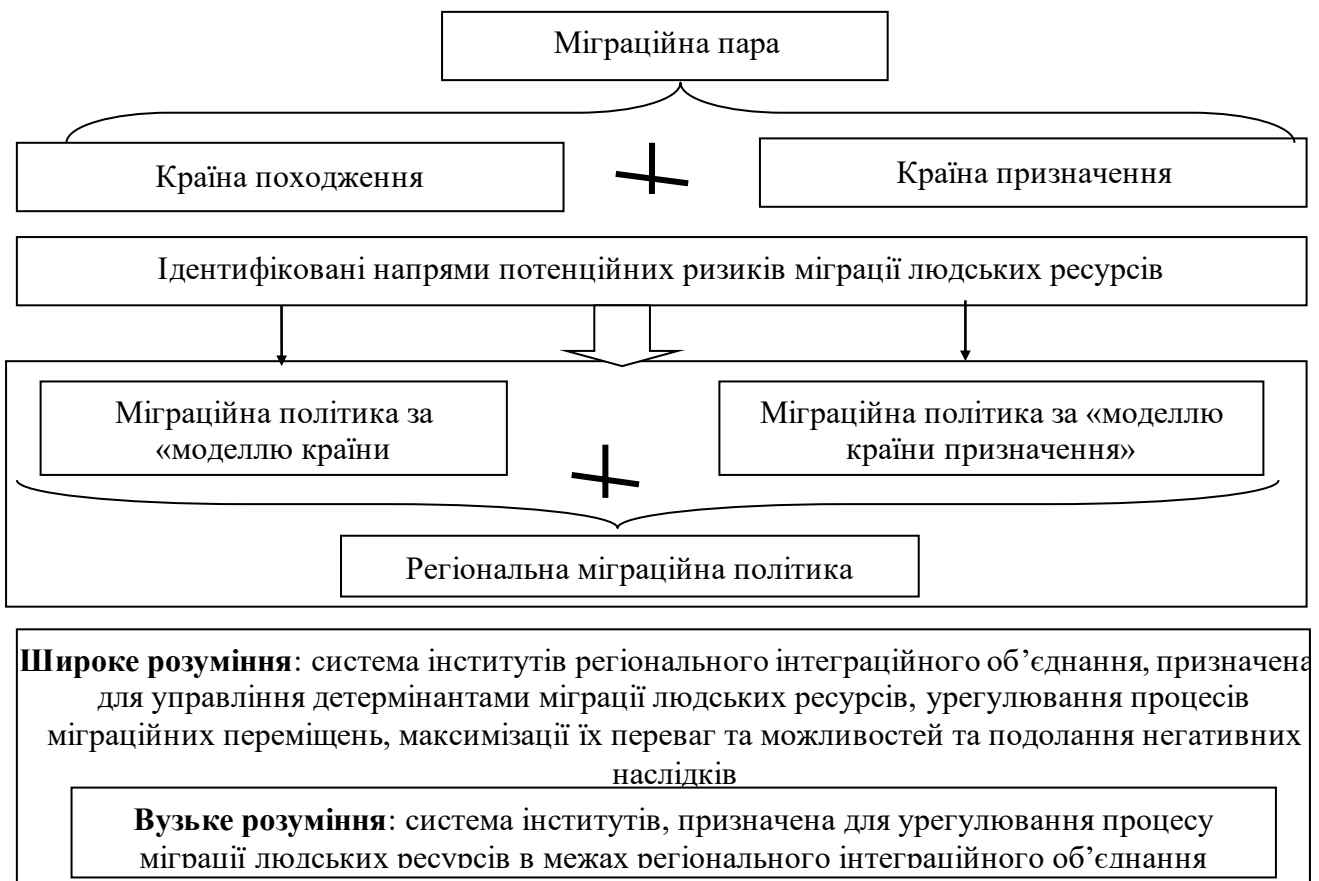 Міграційна пара
Країна походження
Країна призначення
Ідентифіковані напрями потенційних ризиків міграції людських ресурсів
Міграційна політика за
«моделлю країни
Міграційна політика за «моделлю
країни призначення»
Регіональна міграційна політика
Широке розуміння: система інститутів регіонального інтеграційного об’єднання, призначена
для управління детермінантами міграції людських ресурсів, урегулювання процесів
міграційних переміщень, максимізації їх переваг та можливостей та подолання негативних
наслідків
Вузьке розуміння: система інститутів, призначена для урегулювання процесу
міграції людських ресурсів в межах регіонального інтеграційного об’єднання